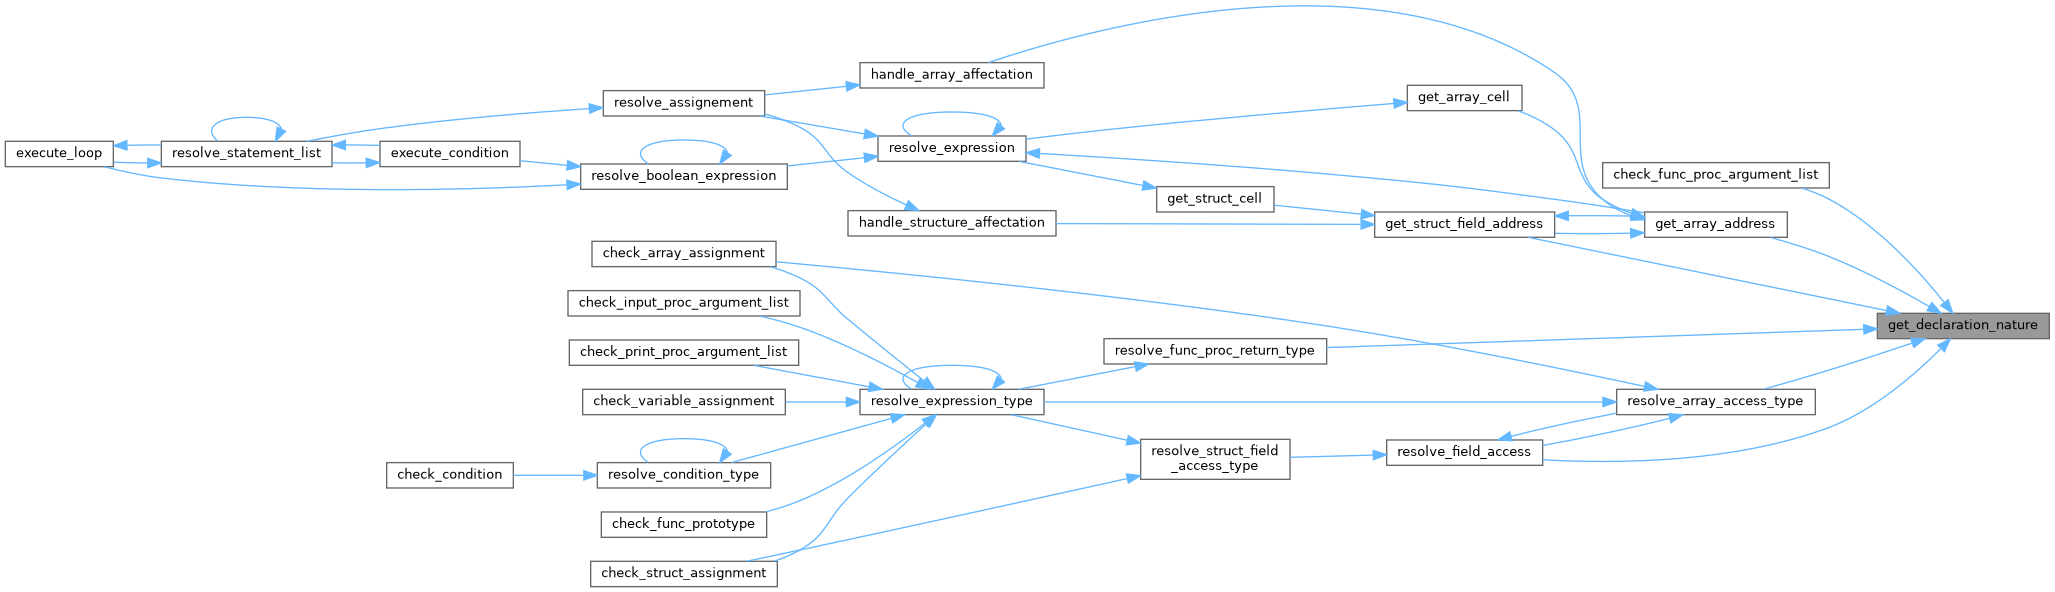 handle_array_affectation
get_array_cell
resolve_assignement
execute_loop
resolve_statement_list
execute_condition
resolve_expression
resolve_boolean_expression
check_func_proc_argument_list
get_struct_cell
handle_structure_affectation
get_struct_field_address
get_array_address
check_array_assignment
check_input_proc_argument_list
get_declaration_nature
check_print_proc_argument_list
resolve_func_proc_return_type
check_variable_assignment
resolve_expression_type
resolve_array_access_type
resolve_struct_field
_access_type
resolve_field_access
check_condition
resolve_condition_type
check_func_prototype
check_struct_assignment